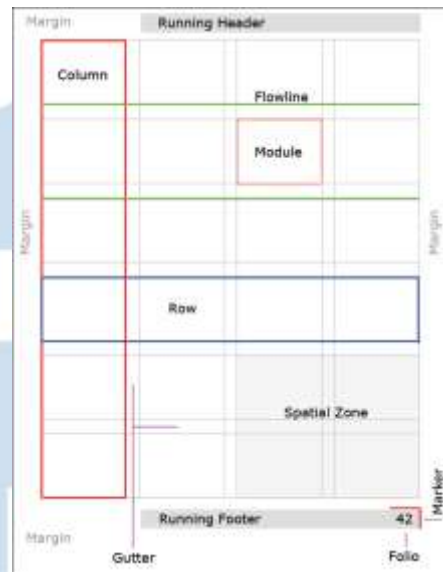 Margin
Running Header
Column
Flowline
Module
Margin
Margin
Row
Spatial Zone
Marker
Running Footer
42
Margin
Gutter
Folio